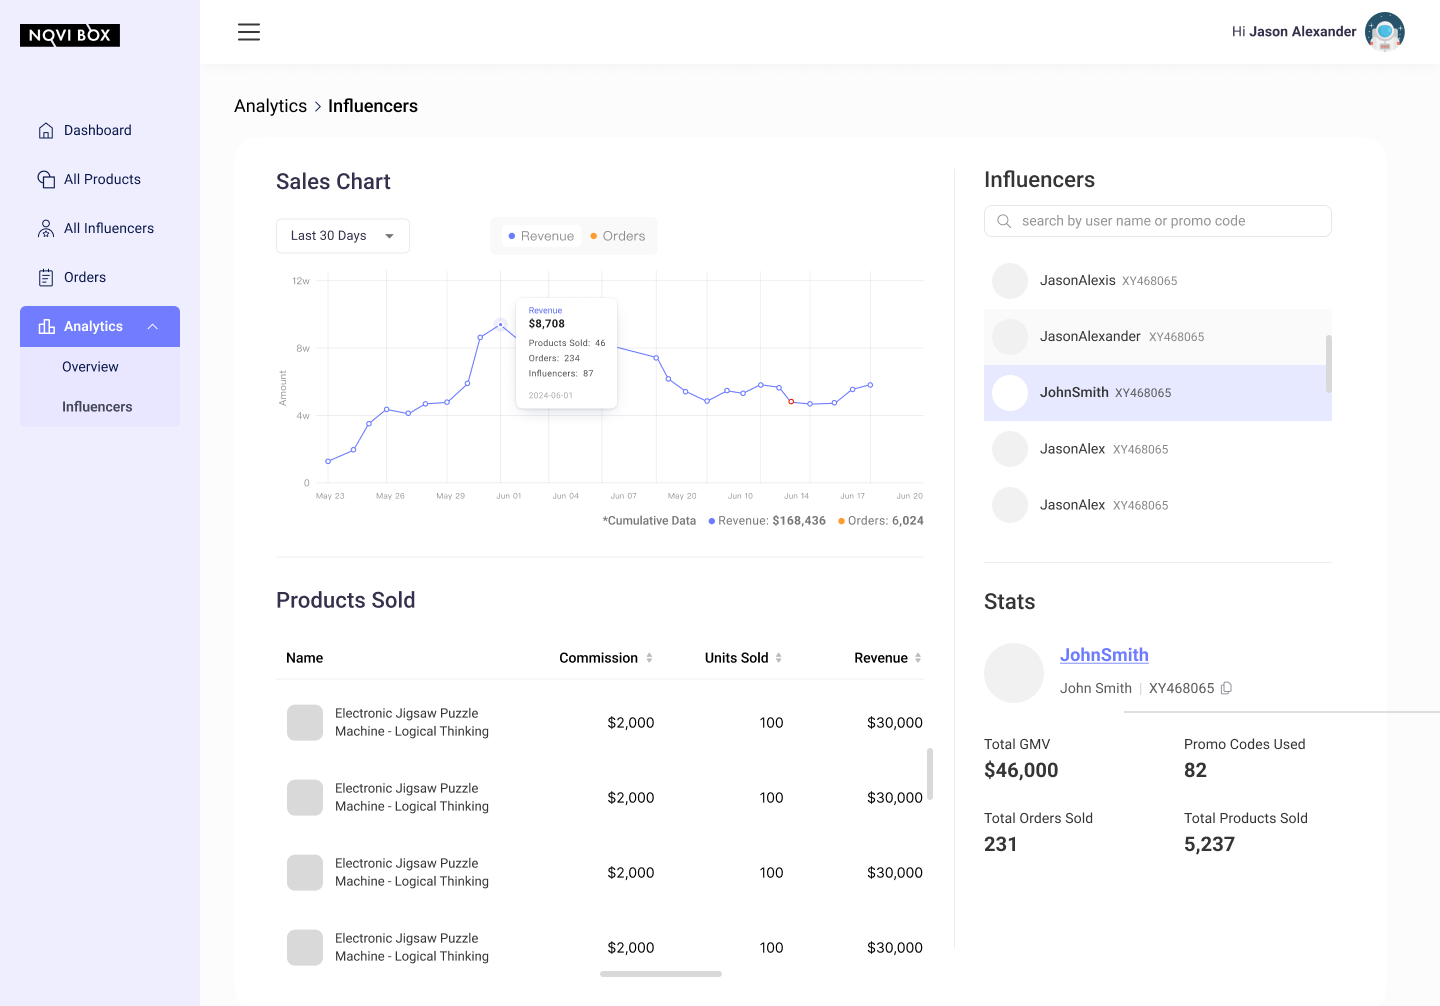 NOVI BOX
Hi Jason Alexander
Dashboard
All Products
All Influencers
Orders
Analytics
Overview
Influencers
Analytics > Influencers
Sales Chart
Last 30 Days
Revenue Orders
12w
8w
4w
0
Amount
Revenue
$8,708
Products Sold: 46
Orders: 234
Influencers: 87
2024-06-01
May 23 May 26 May 29 Jun 01 Jun 04 Jun 07 May 20 Jun 10 Jun 14 Jun 17 Jun 20
*Cumulative Data Revenue: $168,436 Orders: 6,024
Products Sold
Name Commission Units Sold Revenue
Electronic Jigsaw Puzzle
Machine - Logical Thinking
$2,000 100 $30,000
Electronic Jigsaw Puzzle
Machine - Logical Thinking
$2,000 100 $30,000
Electronic Jigsaw Puzzle
Machine - Logical Thinking
$2,000 100 $30,000
Electronic Jigsaw Puzzle
Machine - Logical Thinking
$2,000 100 $30,000
Influencers
search by user name or promo code
JasonAlexis XY468065
JasonAlexander XY468065
JohnSmith XY468065
JasonAlex XY468065
JasonAlex XY468065
Stats
JohnSmith
John Smith | XY468065
Total GMV
$46,000
Promo Codes Used
82
Total Orders Sold
231
Total Products Sold
5,237